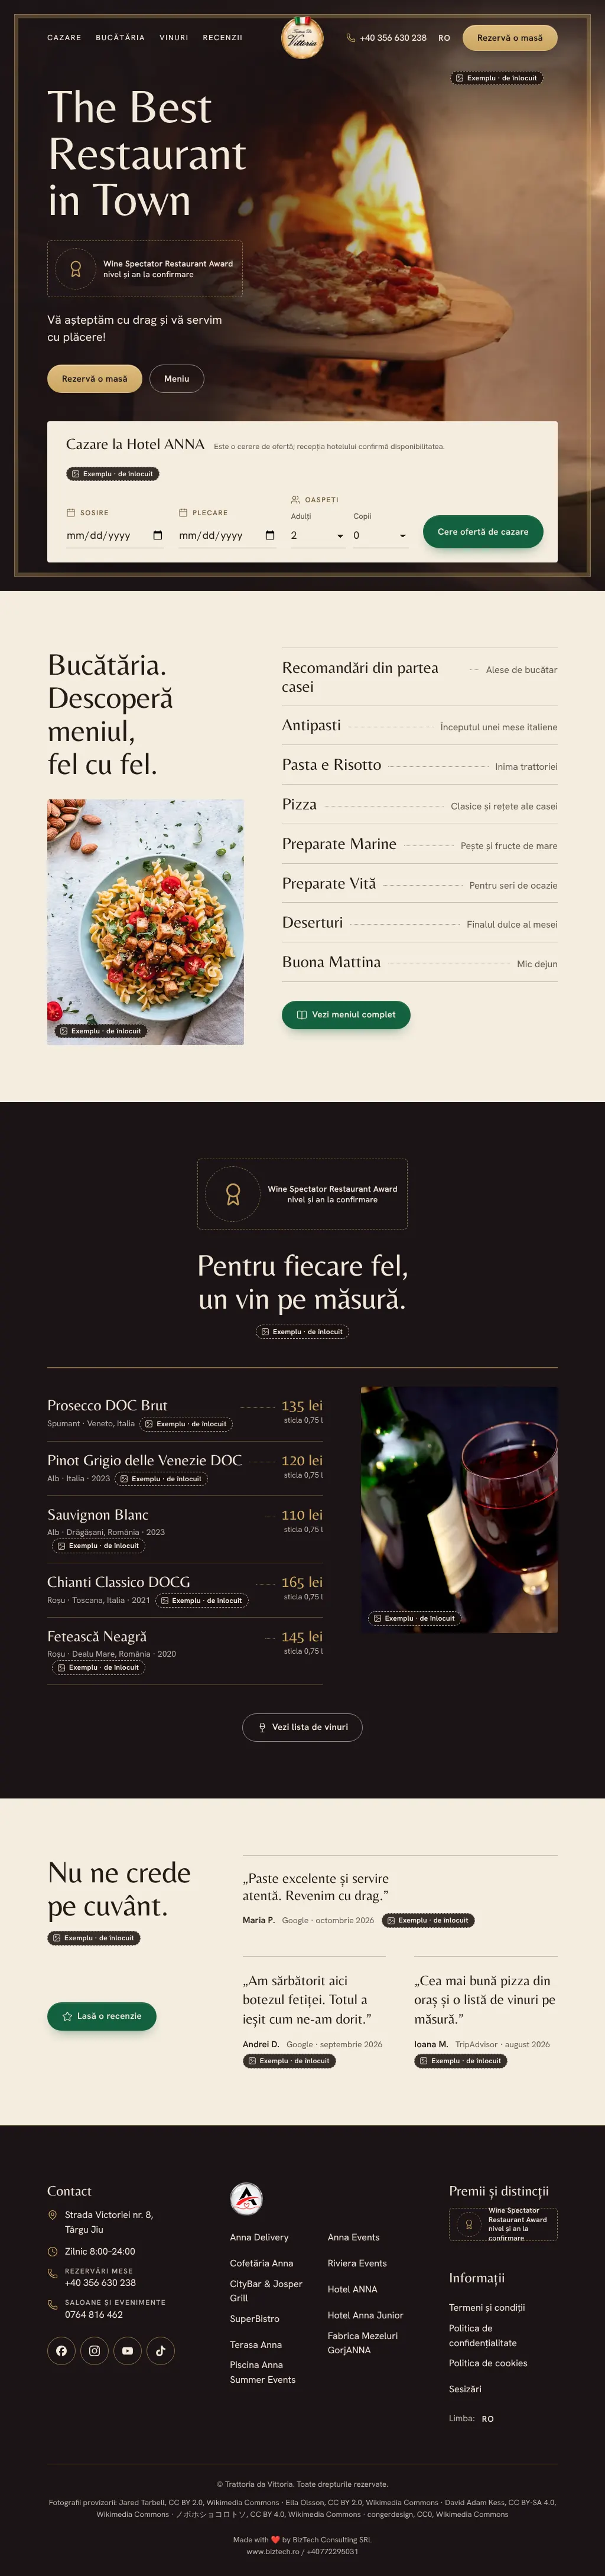 CAZARE BUCĂTĂRIA VINURI RECENZII
Trattoria Da
Vittoria
+40 356 630 238 RO Rezervă o masă
Exemplu · de înlocuit
The Best
Restaurant
in Town
Wine Spectator Restaurant Award
nivel și an la confirmare
Vă așteptăm cu drag și vă servim
cu plăcere!
Rezervă o masă Meniu
Cazare la Hotel ANNA Este o cerere de ofertă; recepția hotelului confirmă disponibilitatea.
Exemplu · de înlocuit
OASPEȚI
SOSIRE PLECARE Adulți Copii
mm/dd/yyyy mm/dd/yyyy 2 0 Cere ofertă de cazare
Bucătăria.
Descoperă
meniul,
fel cu fel.
Exemplu · de înlocuit
Recomandări din partea
casei Alese de bucătar
Antipasti Începutul unei mese italiene
Pasta e Risotto Inima trattoriei
Pizza Clasice și rețete ale casei
Preparate Marine Pește și fructe de mare
Preparate Vită Pentru seri de ocazie
Deserturi Finalul dulce al mesei
Buona Mattina Mic dejun
Vezi meniul complet
Wine Spectator Restaurant Award
nivel și an la confirmare
Pentru fiecare fel,
un vin pe măsură.
Exemplu · de înlocuit
Prosecco DOC Brut 135 lei
Spumant · Veneto, Italia Exemplu · de înlocuit sticla 0,75 l
Pinot Grigio delle Venezie DOC 120 lei
Alb · Italia · 2023 Exemplu · de înlocuit sticla 0,75 l
Sauvignon Blanc 110 lei
Alb · Drăgășani, România · 2023 sticla 0,75 l
Exemplu · de înlocuit
Chianti Classico DOCG 165 lei
Roșu · Toscana, Italia · 2021 Exemplu · de înlocuit sticla 0,75 l
Fetească Neagră 145 lei
Roșu · Dealu Mare, România · 2020 sticla 0,75 l
Exemplu · de înlocuit
Exemplu · de înlocuit
Vezi lista de vinuri
Nu ne crede
pe cuvânt.
Exemplu · de înlocuit
Lasă o recenzie
„Paste excelente și servire
atentă. Revenim cu drag.”
Maria P. Google · octombrie 2026 Exemplu · de înlocuit
„Am sărbătorit aici
botezul fetiței. Totul a
ieșit cum ne-am dorit.”
Andrei D. Google · septembrie 2026
Exemplu · de înlocuit
„Cea mai bună pizza din
oraș și o listă de vinuri pe
măsură.”
Ioana M. TripAdvisor · august 2026
Exemplu · de înlocuit
Contact
Strada Victoriei nr. 8,
Târgu Jiu
Zilnic 8:00–24:00
REZERVĂRI MESE
+40 356 630 238
SALOANE ȘI EVENIMENTE
0764 816 462
Anna Delivery
Cofetăria Anna
CityBar & Josper
Grill
SuperBistro
Terasa Anna
Piscina Anna
Summer Events
Anna Events
Riviera Events
Hotel ANNA
Hotel Anna Junior
Fabrica Mezeluri
GorjANNA
Premii și distincții
Wine Spectator
Restaurant Award
nivel și an la
confirmare
Informații
Termeni și condiții
Politica de
confidențialitate
Politica de cookies
Sesizări
Limba: RO
© Trattoria da Vittoria. Toate drepturile rezervate.
Fotografii provizorii: Jared Tarbell, CC BY 2.0, Wikimedia Commons · Ella Olsson, CC BY 2.0, Wikimedia Commons · David Adam Kess, CC BY-SA 4.0,
Wikimedia Commons · ノボホショコロトソ, CC BY 4.0, Wikimedia Commons · congerdesign, CC0, Wikimedia Commons
Made with ❤️ by BizTech Consulting SRL
www.biztech.ro / +40772295031